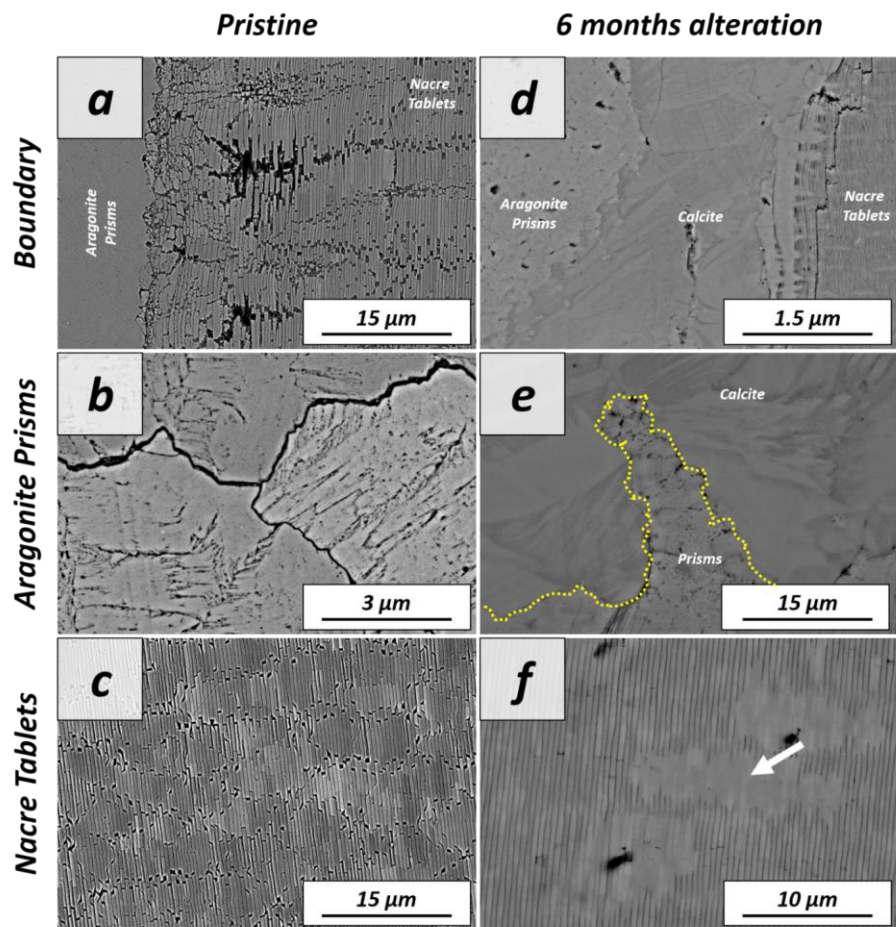 Pristine
6 months alteration
Boundary
a
Nacre
Tablets
Aragonite
Prisms
15 µm
d
Aragonite
Prisms
Calcite
Nacre
Tablets
1.5 µm
Aragonite Prisms
b
3 µm
e
Calcite
Prisms
15 µm
Nacre Tablets
c
15 µm
f
10 µm